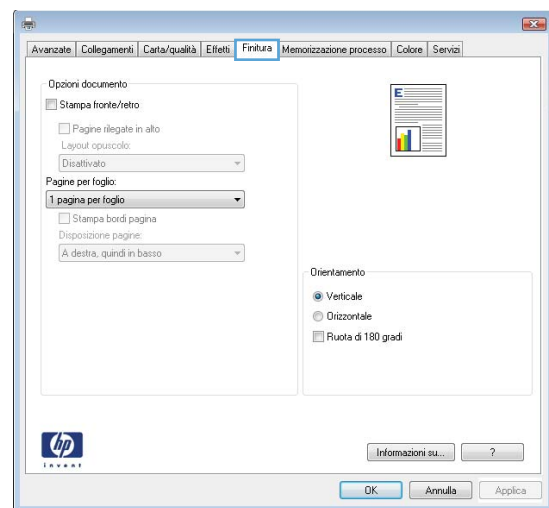 Avanzate Collegamenti Carta/qualità Effetti Finitura Memorizzazione processo Colore Servizi
Opzioni documento
Stampa fronte/retro
Pagine rilegate in alto
Layout opuscolo:
Disattivato
Pagine per foglio:
1 pagina per foglio
Stampa bordi pagina
Disposizione pagine:
A destra, quindi in basso
E
Orientamento
Verticale
Orizzontale
Ruota di 180 gradi
hp
invent
Informazioni su... ?
OK Annulla Applica